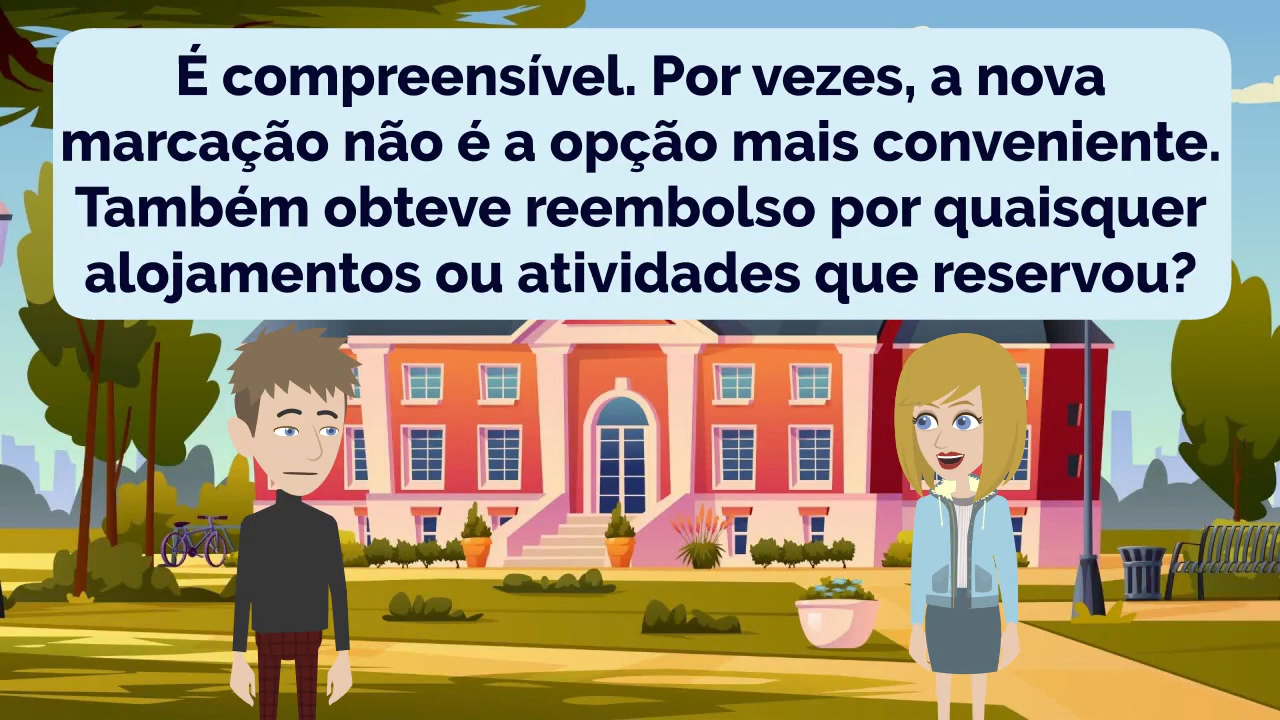 É compreensível. Por vezes, a nova
marcação não é a opção mais conveniente.
Também obteve reembolso por quaisquer
alojamentos ou atividades que reservou?